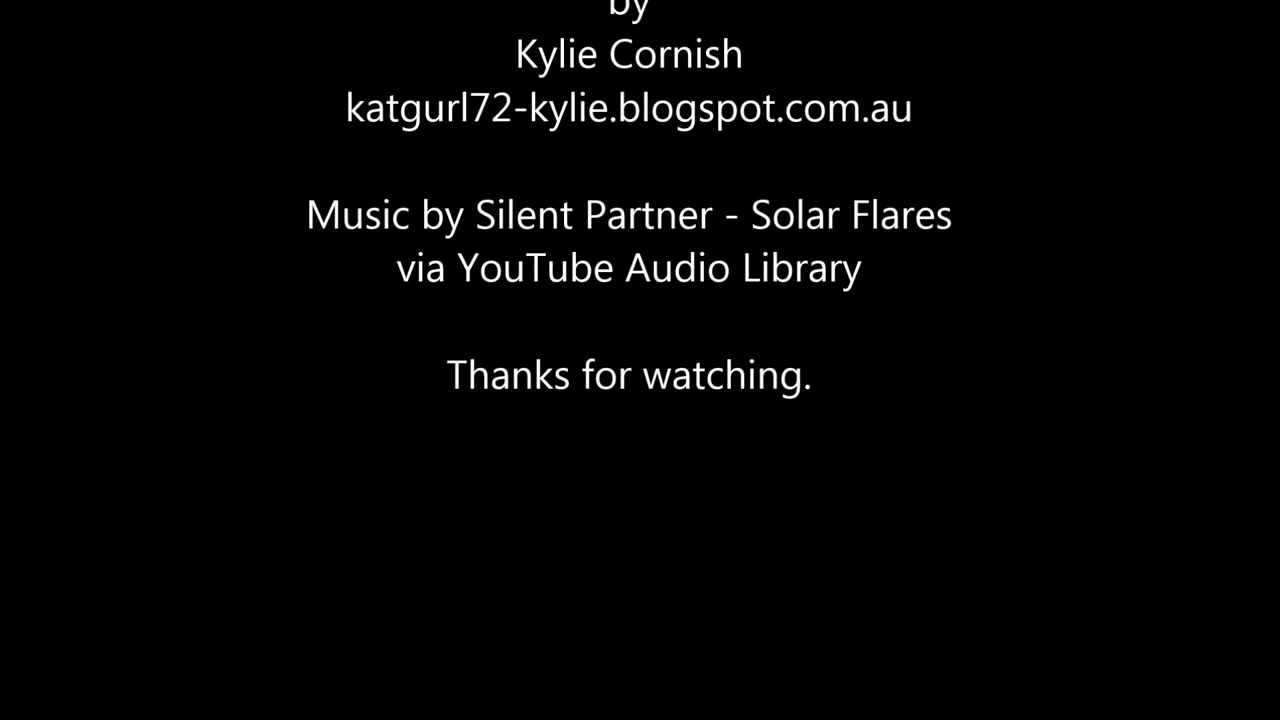 by
Kylie Cornish
katgurl72-kylie.blogspot.com.au
Music by Silent Partner - Solar Flares
via YouTube Audio Library
Thanks for watching.